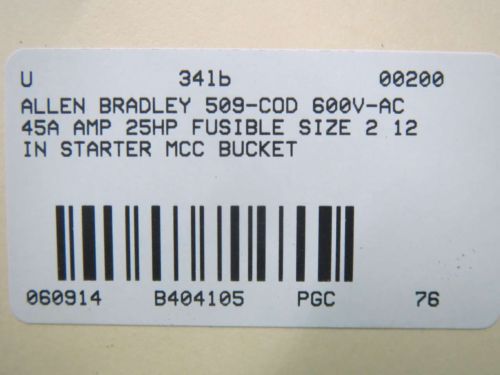 U 341b 00200
ALLEN BRADLEY 509-COD 600V-AC
45A AMP 25HP FUSIBLE SIZE 2 12
IN STARTER MCC BUCKET
060914 B404105 PGC 76